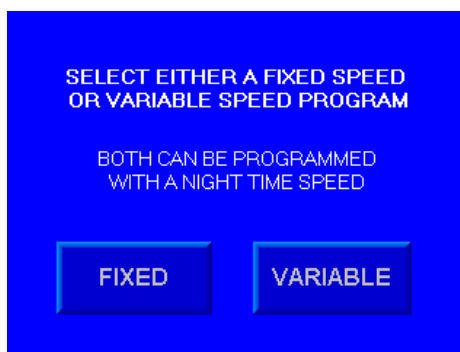 SELECT EITHER A FIXED SPEED
OR VARIABLE SPEED PROGRAM
BOTH CAN BE PROGRAMMED
WITH A NIGHT TIME SPEED
FIXED
VARIABLE